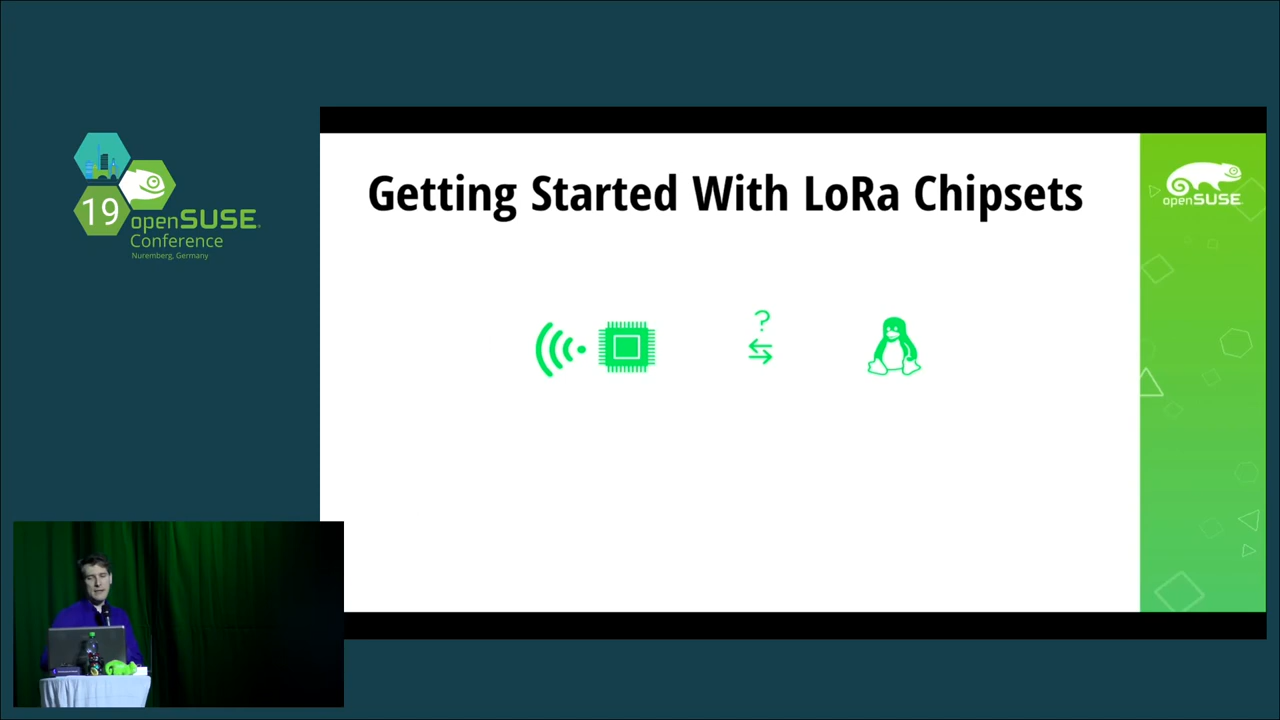 19
openSUSE
Conference
Nuremberg, Germany
Getting Started With LoRa Chipsets
?
openSUSE